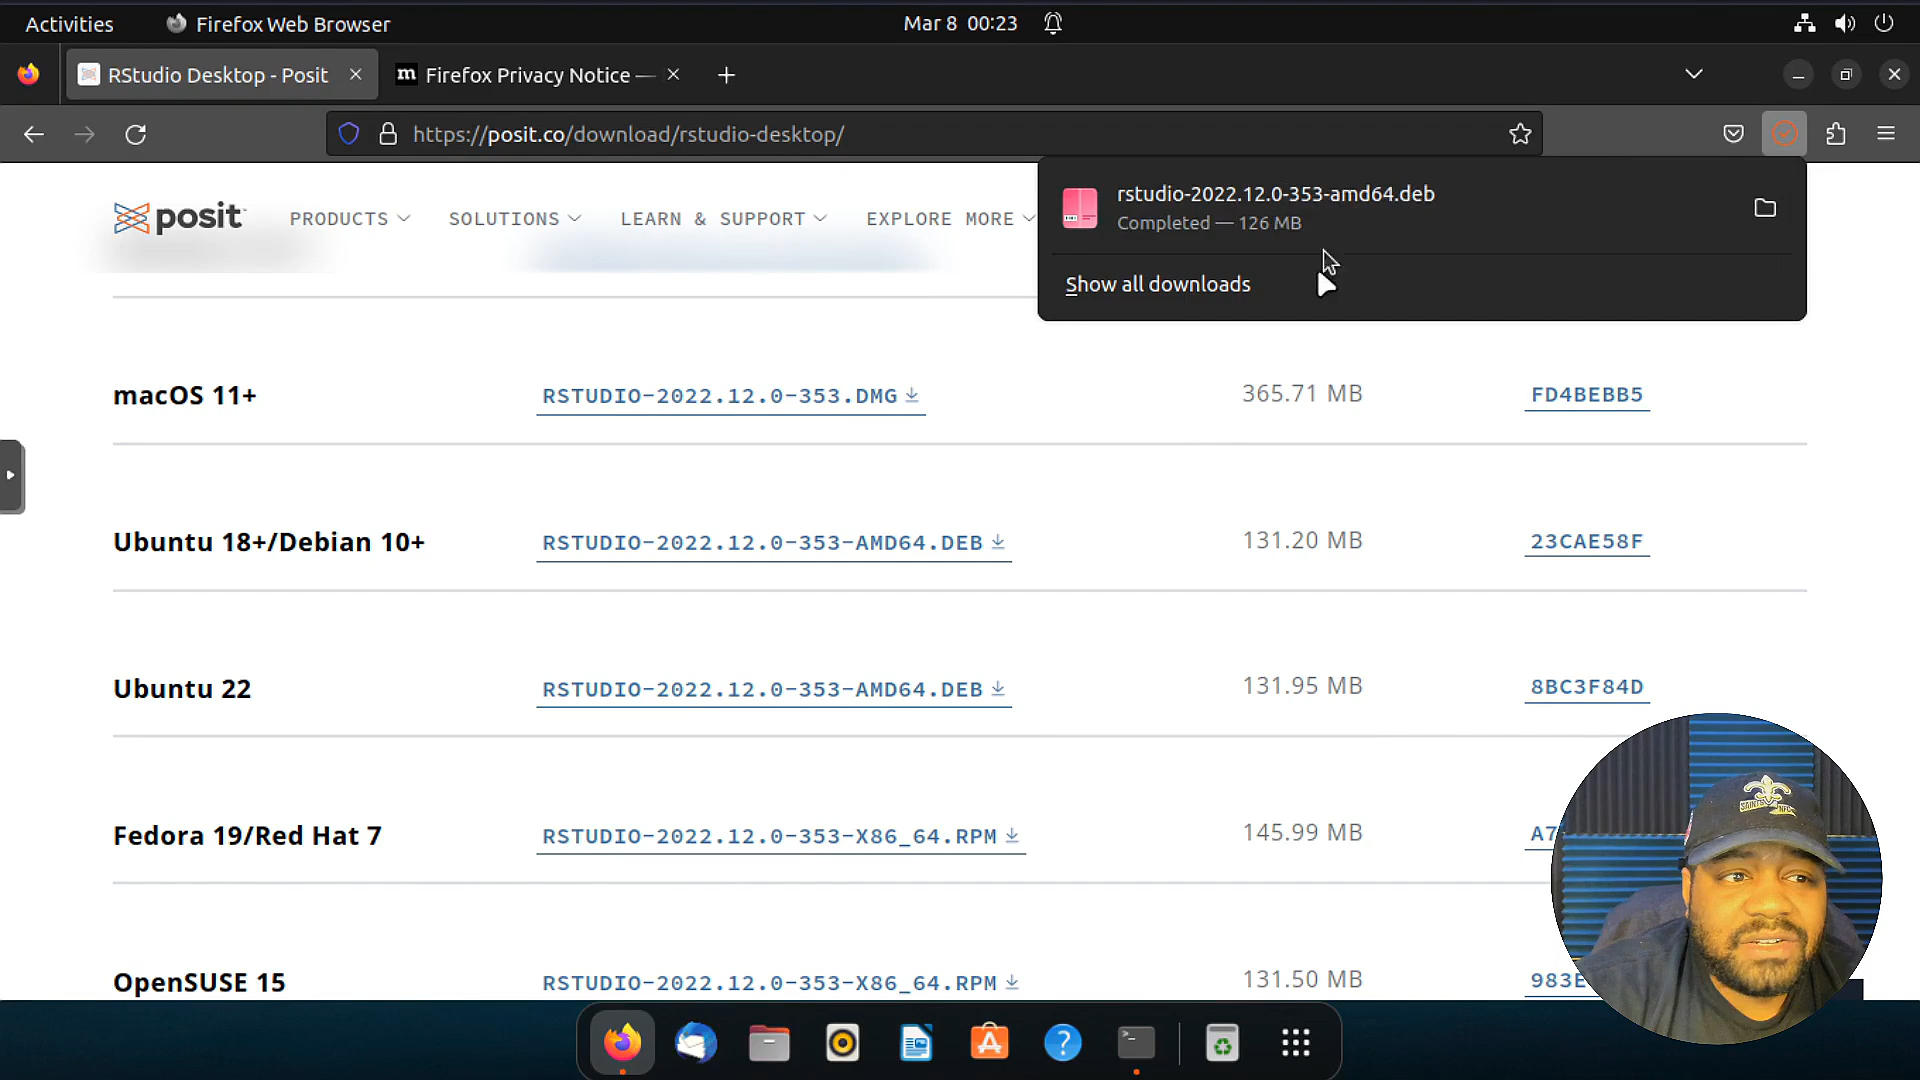 Activities Firefox Web Browser Mar 8 00:23
RStudio Desktop - Posit Firefox Privacy Notice —
https://posit.co/download/rstudio-desktop/
rstudio-2022.12.0-353-amd64.deb
Completed — 126 MB
Show all downloads
posit PRODUCTS SOLUTIONS LEARN & SUPPORT EXPLORE MORE
macOS 11+ RSTUDIO-2022.12.0-353.DMG 365.71 MB FD4BEBB5
Ubuntu 18+/Debian 10+ RSTUDIO-2022.12.0-353-AMD64.DEB 131.20 MB 23CAE58F
Ubuntu 22 RSTUDIO-2022.12.0-353-AMD64.DEB 131.95 MB 8BC3F84D
Fedora 19/Red Hat 7 RSTUDIO-2022.12.0-353-X86_64.RPM 145.99 MB A7
OpenSUSE 15 RSTUDIO-2022.12.0-353-X86_64.RPM 131.50 MB 983E
SAINTS